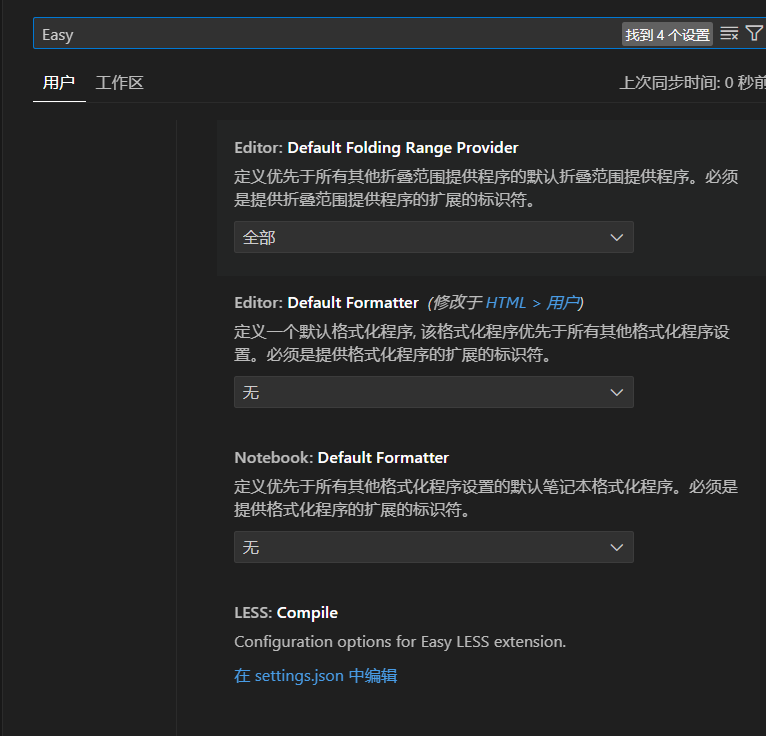 Easy
找到 4 个设置
用户 工作区
上次同步时间: 0 秒前
Editor: Default Folding Range Provider
定义优先于所有其他折叠范围提供程序的默认折叠范围提供程序。必须
是提供折叠范围提供程序的扩展的标识符。
全部
Editor: Default Formatter (修改于 HTML > 用户)
定义一个默认格式化程序, 该格式化程序优先于所有其他格式化程序设
置。必须是提供格式化程序的扩展的标识符。
无
Notebook: Default Formatter
定义优先于所有其他格式化程序设置的默认笔记本格式化程序。必须是
提供格式化程序的扩展的标识符。
无
LESS: Compile
Configuration options for Easy LESS extension.
在 settings.json 中编辑